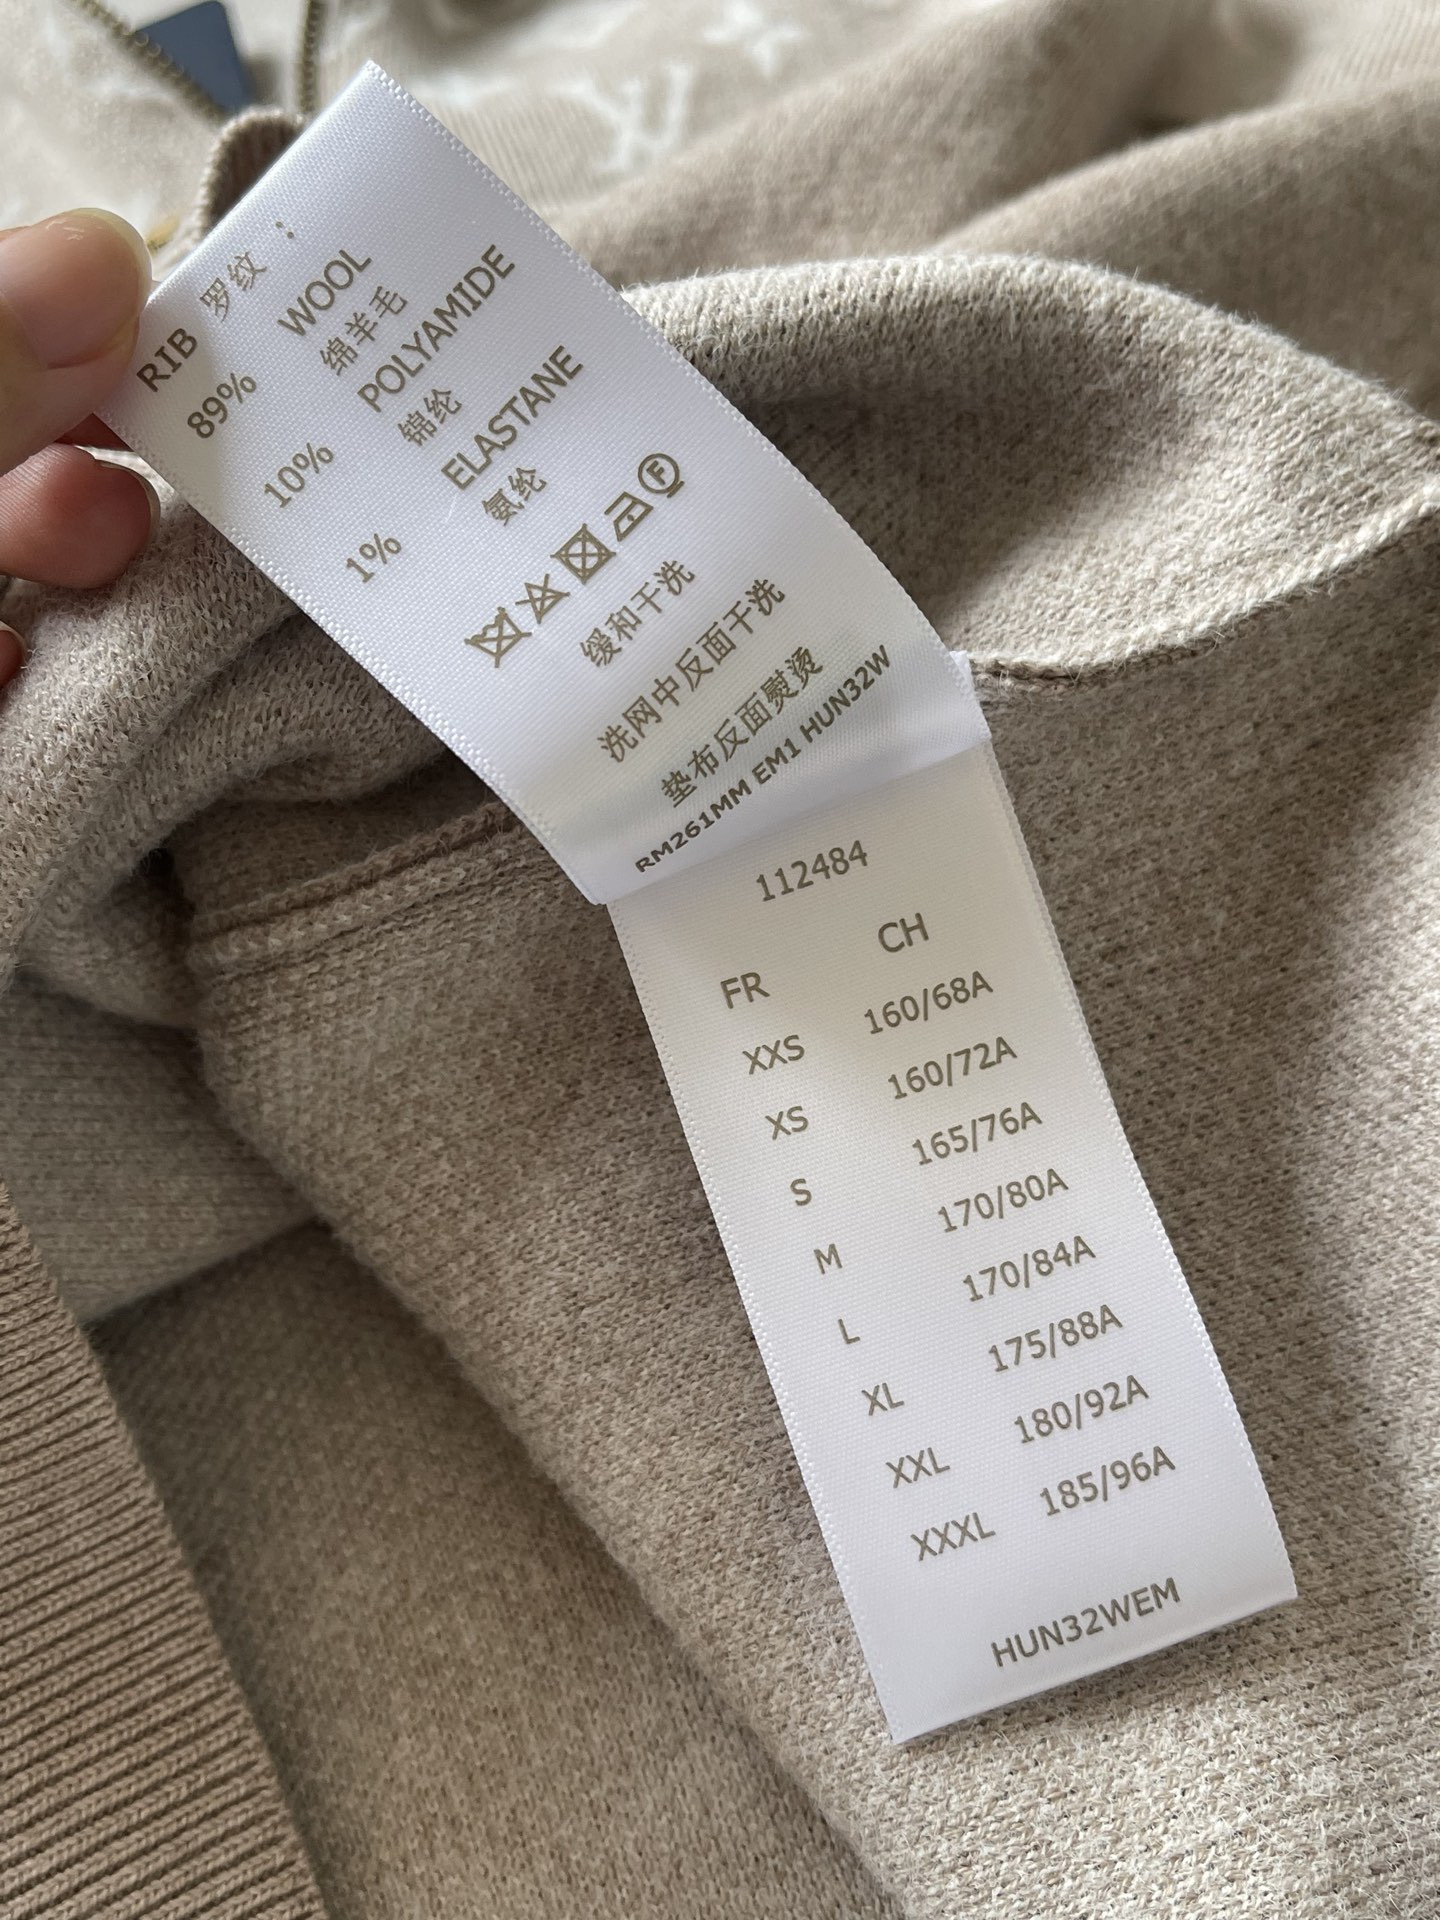 RIB 罗纹：
89% WOOL
绵羊毛
10% POLYAMIDE
锦纶
1% ELASTANE
氨纶
F
缓和干洗
洗网中反面干洗
垫布反面熨烫
RM261MM EM1 HUN32W
112484
FR CH
XXS 160/68A
XS 160/72A
S 165/76A
M 170/80A
L 170/84A
XL 175/88A
XXL 180/92A
XXXL 185/96A
HUN32WEM
LV